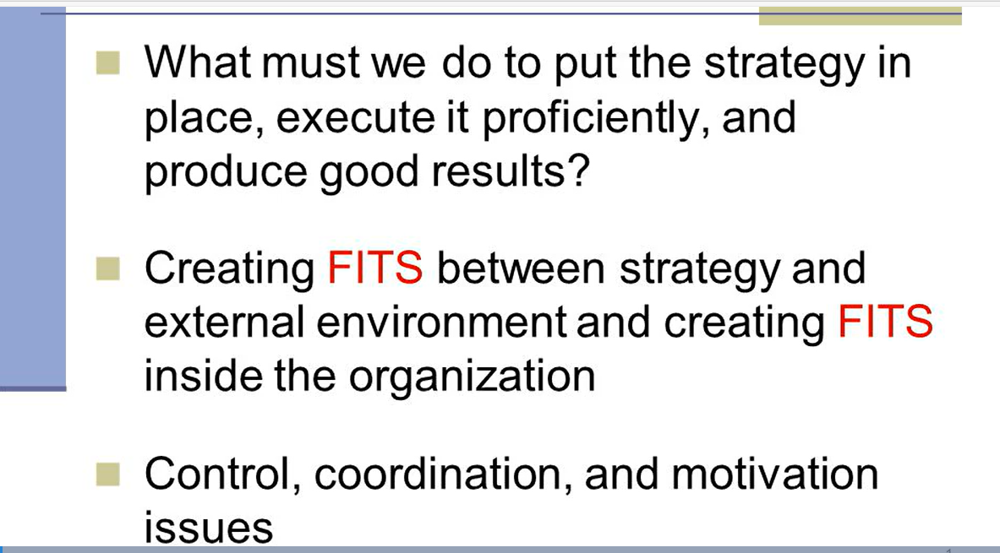 What must we do to put the strategy in
place, execute it proficiently, and
produce good results?
Creating FITS between strategy and
external environment and creating FITS
inside the organization
Control, coordination, and motivation
issues